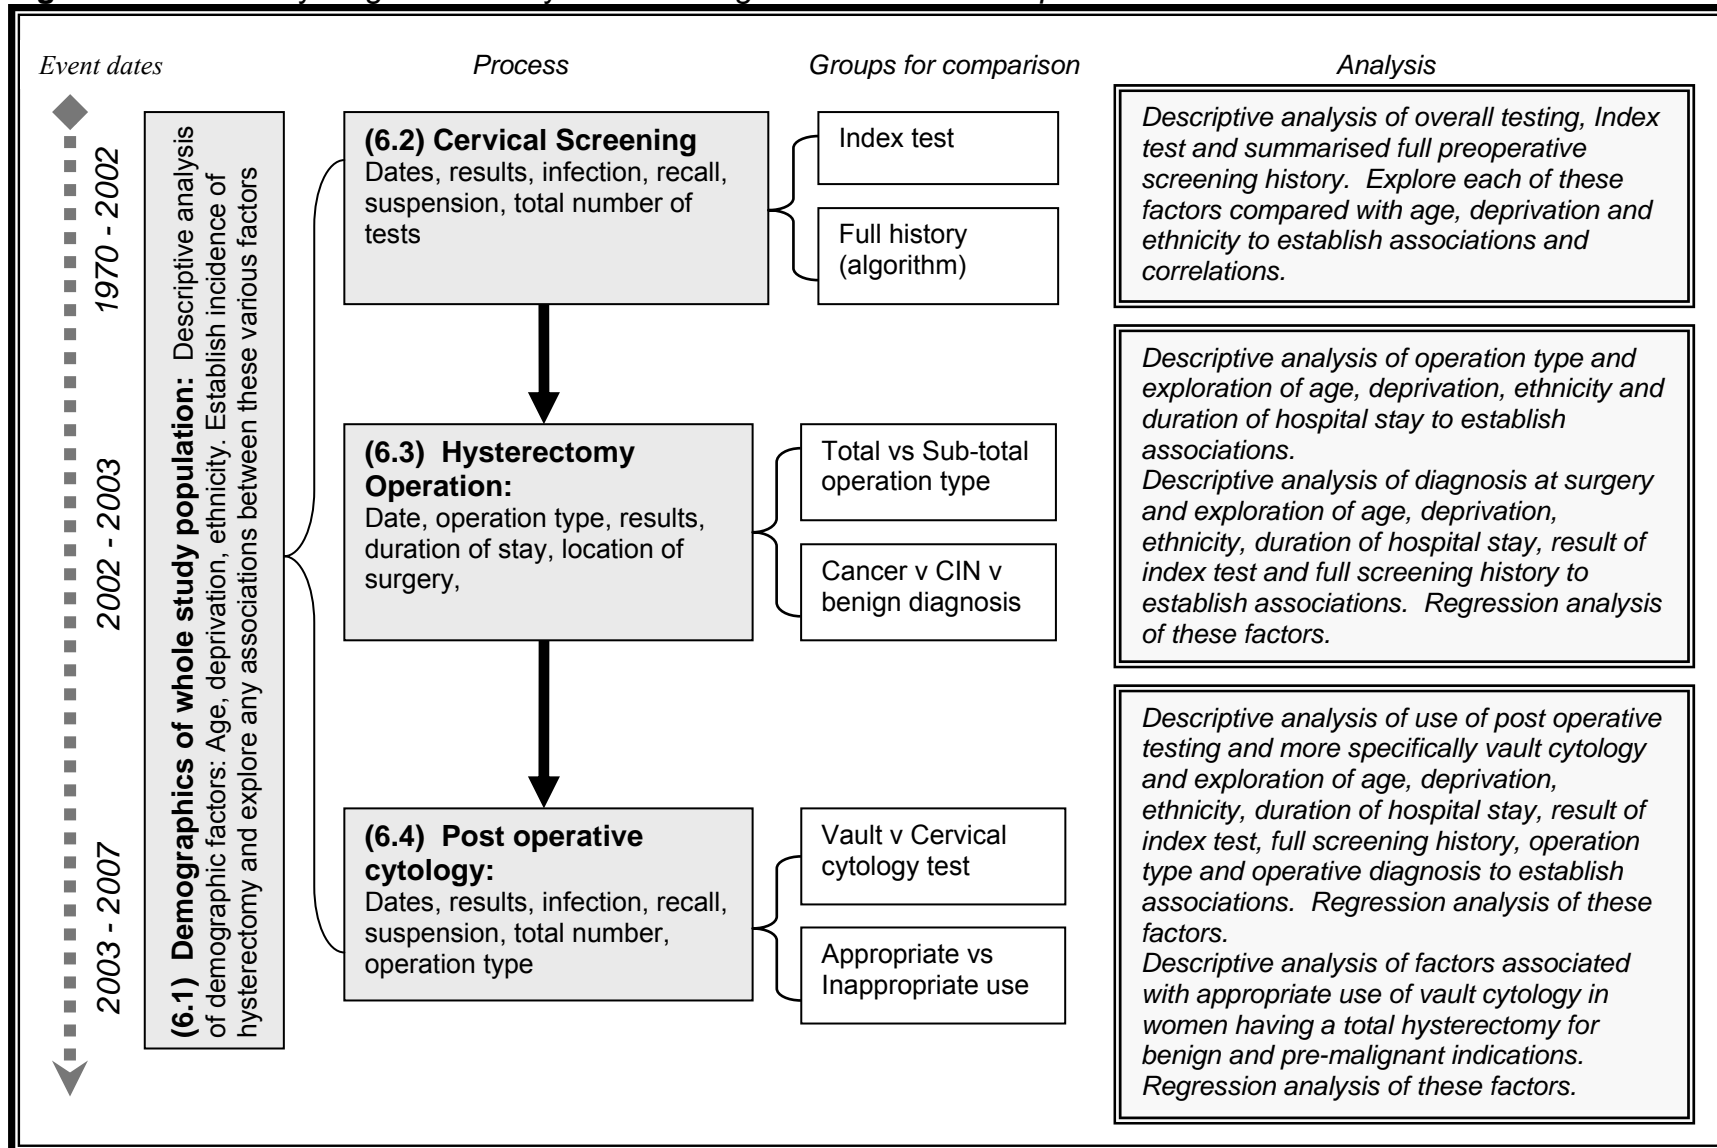 Event dates
Process
Groups for comparison
Analysis
1970 - 2002
2002 - 2003
2003 - 2007
(6.1) Demographics of whole study population: Descriptive analysis
of demographic factors: Age, deprivation, ethnicity. Establish incidence of
hysterectomy and explore any associations between these various factors
(6.2) Cervical Screening
Dates, results, infection, recall,
suspension, total number of
tests
Index test
Full history
(algorithm)
Descriptive analysis of overall testing, Index
test and summarised full preoperative
screening history. Explore each of these
factors compared with age, deprivation and
ethnicity to establish associations and
correlations.
(6.3) Hysterectomy
Operation:
Date, operation type, results,
duration of stay, location of
surgery,
Total vs Sub-total
operation type
Cancer v CIN v
benign diagnosis
Descriptive analysis of operation type and
exploration of age, deprivation, ethnicity and
duration of hospital stay to establish
associations.
Descriptive analysis of diagnosis at surgery
and exploration of age, deprivation,
ethnicity, duration of hospital stay, result of
index test and full screening history to
establish associations. Regression analysis
of these factors.
(6.4) Post operative
cytology:
Dates, results, infection, recall,
suspension, total number,
operation type
Vault v Cervical
cytology test
Appropriate vs
Inappropriate use
Descriptive analysis of use of post operative
testing and more specifically vault cytology
and exploration of age, deprivation,
ethnicity, duration of hospital stay, result of
index test, full screening history, operation
type and operative diagnosis to establish
associations. Regression analysis of these
factors.
Descriptive analysis of factors associated
with appropriate use of vault cytology in
women having a total hysterectomy for
benign and pre-malignant indications.
Regression analysis of these factors.